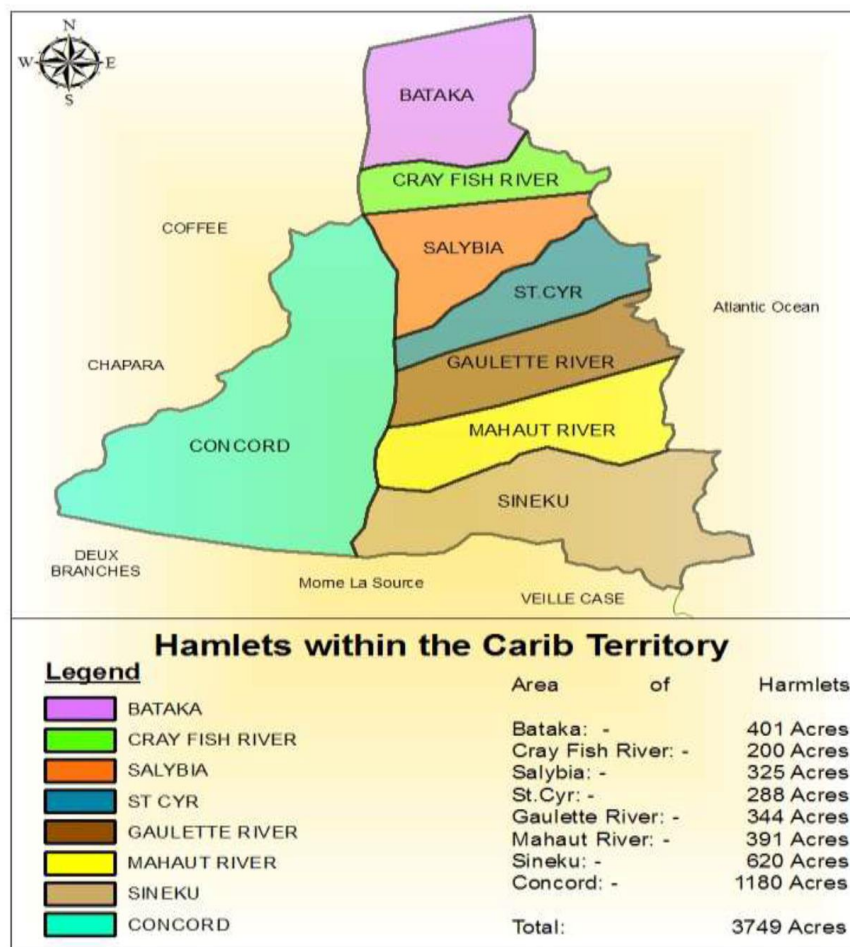 N
W E
S
BATAKA
CRAY FISH RIVER
COFFEE
SALYBIA
ST.CYR
Atlantic Ocean
CHAPARA
GAULETTE RIVER
MAHAUT RIVER
CONCORD
SINEKU
DEUX
BRANCHES
Morne La Source
VEILLE CASE
Hamlets within the Carib Territory
Legend
BATAKA
CRAY FISH RIVER
SALYBIA
ST CYR
GAULETTE RIVER
MAHAUT RIVER
SINEKU
CONCORD
Area of Harmlets
Bataka: - 401 Acres
Cray Fish River: - 200 Acres
Salybia: - 325 Acres
St.Cyr: - 288 Acres
Gaulette River: - 344 Acres
Mahaut River: - 391 Acres
Sineku: - 620 Acres
Concord: - 1180 Acres
Total: 3749 Acres